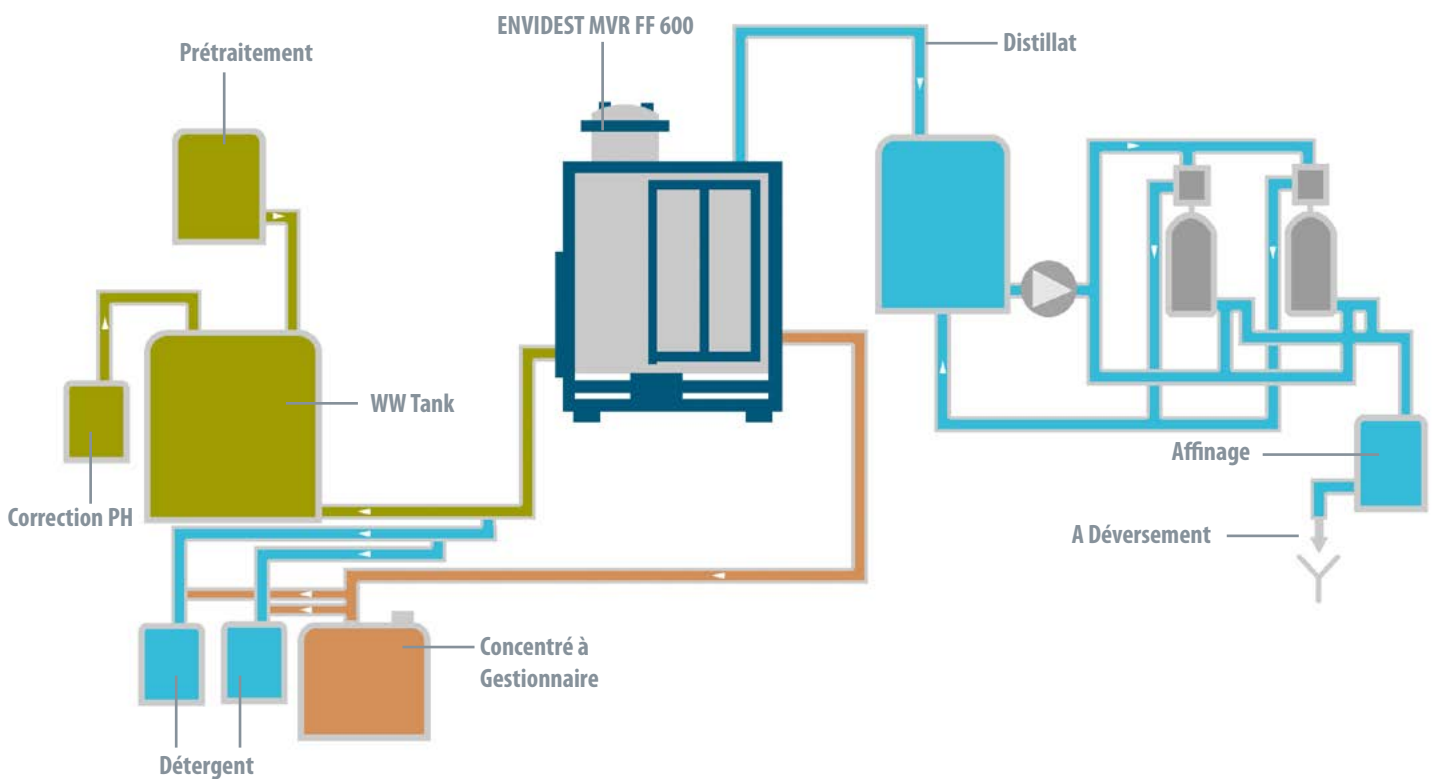 ENVIDEST MVR FF 600
Prétraitement
Distillat
WW Tank
Affinage
Correction PH
A Déversement
Concentré à
Gestionnaire
Détergent